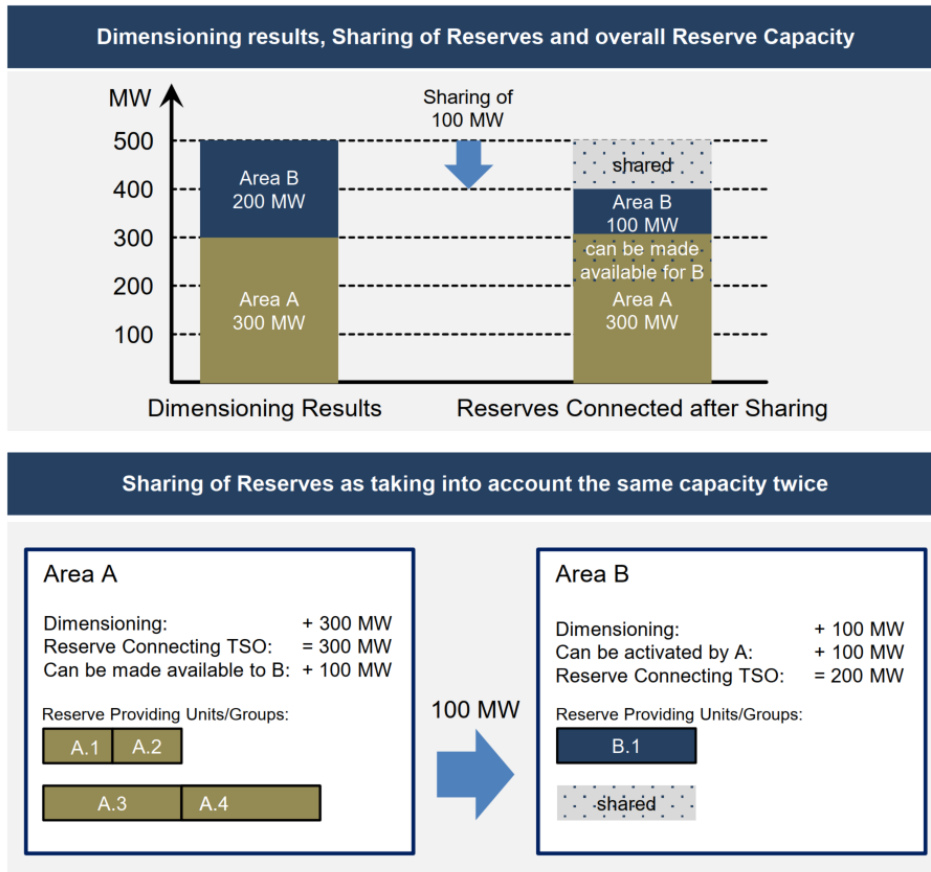 Dimensioning results, Sharing of Reserves and overall Reserve Capacity
MW
Sharing of
100 MW
500
400
300
200
100
Area B
200 MW
Area A
300 MW
shared
Area B
100 MW
can be made
available for B
Area A
300 MW
Dimensioning Results
Reserves Connected after Sharing
Sharing of Reserves as taking into account the same capacity twice
Area A
Dimensioning: + 300 MW
Reserve Connecting TSO: = 300 MW
Can be made available to B: + 100 MW
Reserve Providing Units/Groups:
A.1 A.2
A.3 A.4
100 MW
Area B
Dimensioning: + 100 MW
Can be activated by A: + 100 MW
Reserve Connecting TSO: = 200 MW
Reserve Providing Units/Groups:
B.1
shared